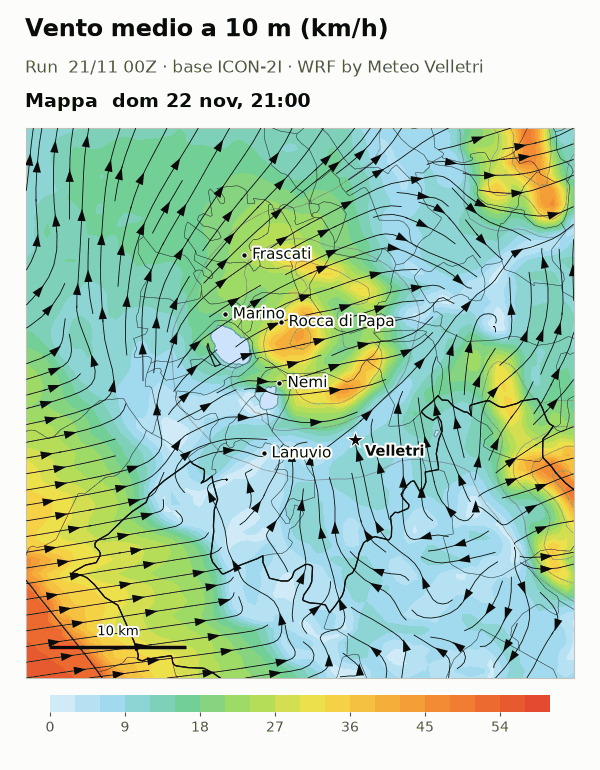 Vento medio a 10 m (km/h)
Run  21/11 00Z · base ICON-2I · WRF by Meteo Velletri
Mappa  dom 22 nov, 21:00
Frascati
Marino
Rocca di Papa
Nemi
Velletri
Lanuvio
10 km
0 9 18 27 36 45 54